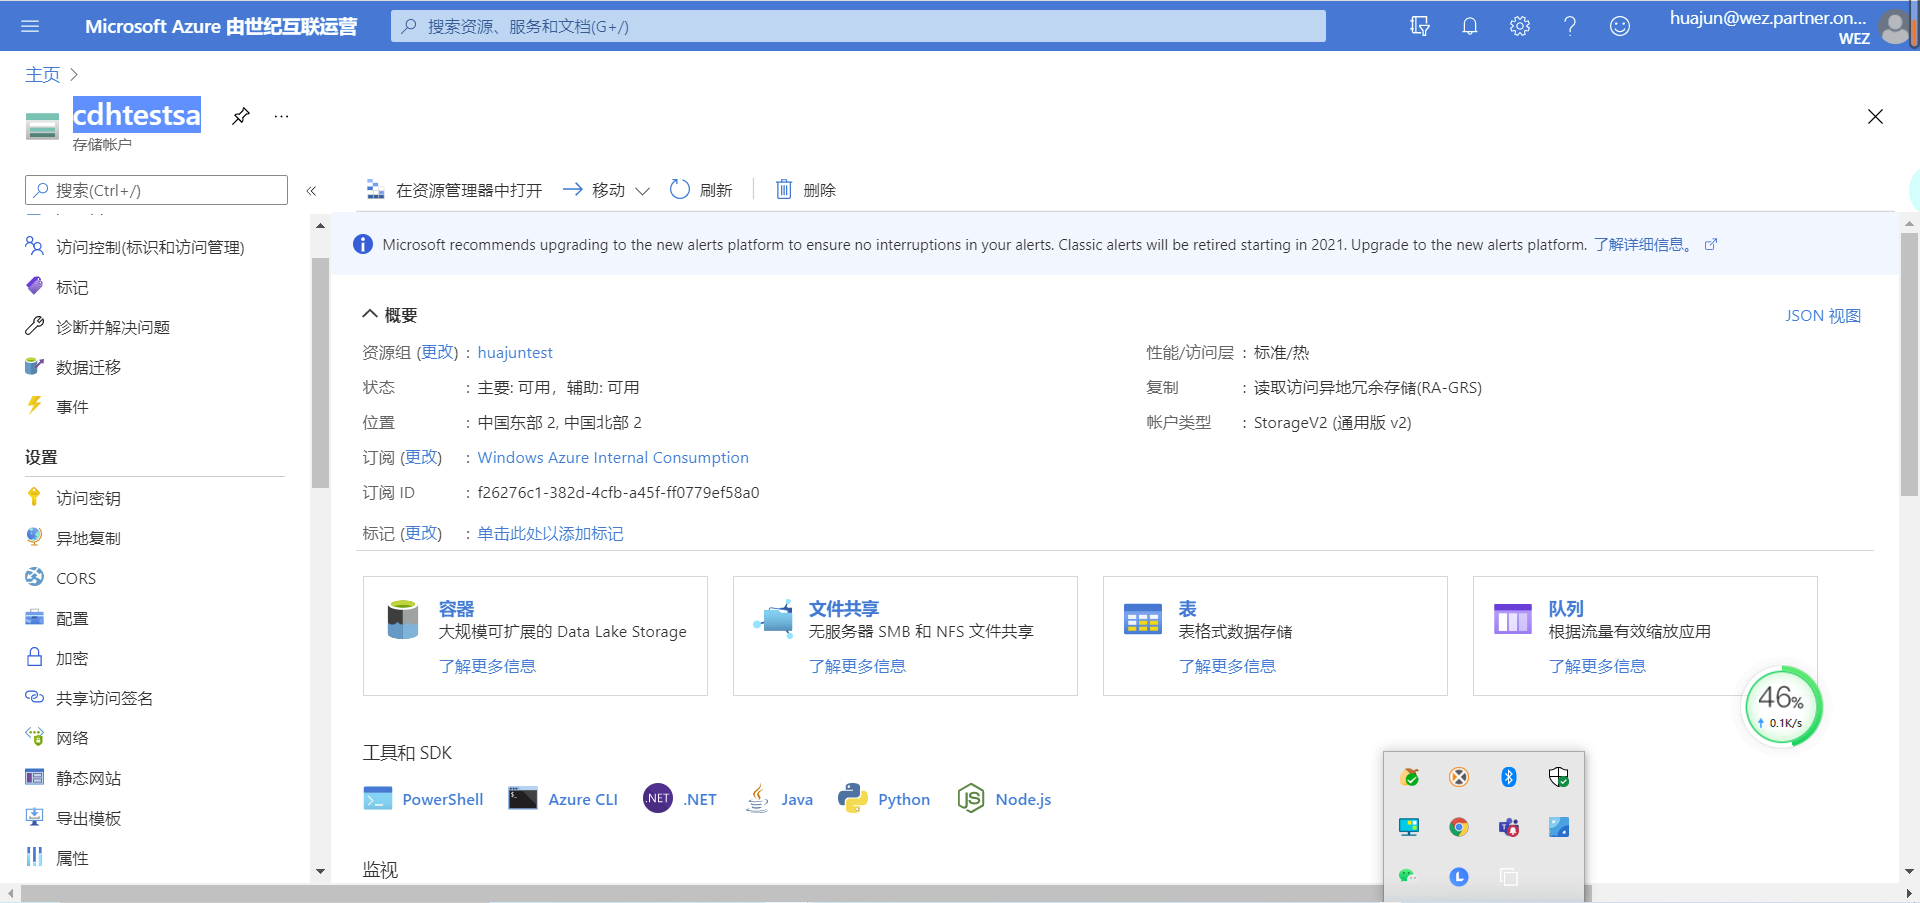 Microsoft Azure 由世纪互联运营
搜索资源、服务和文档(G+/)
huajun@wez.partner.on...
WEZ
主页
cdhtestsa
存储帐户
搜索(Ctrl+/)
访问控制(标识和访问管理)
标记
诊断并解决问题
数据迁移
事件
设置
访问密钥
异地复制
CORS
配置
加密
共享访问签名
网络
静态网站
导出模板
属性
在资源管理器中打开
移动
刷新
删除
Microsoft recommends upgrading to the new alerts platform to ensure no interruptions in your alerts. Classic alerts will be retired starting in 2021. Upgrade to the new alerts platform. 了解详细信息。
概要
JSON 视图
资源组 (更改) : huajuntest
状态 : 主要: 可用，辅助: 可用
位置 : 中国东部 2, 中国北部 2
订阅 (更改) : Windows Azure Internal Consumption
订阅 ID : f26276c1-382d-4cfb-a45f-ff0779ef58a0
标记 (更改) : 单击此处以添加标记
性能/访问层 : 标准/热
复制 : 读取访问异地冗余存储(RA-GRS)
帐户类型 : StorageV2 (通用版 v2)
容器
大规模可扩展的 Data Lake Storage
了解更多信息
文件共享
无服务器 SMB 和 NFS 文件共享
了解更多信息
表
表格式数据存储
了解更多信息
队列
根据流量有效缩放应用
了解更多信息
46%
0.1K/s
工具和 SDK
PowerShell
Azure CLI
.NET
.NET
Java
Python
Node.js
监视